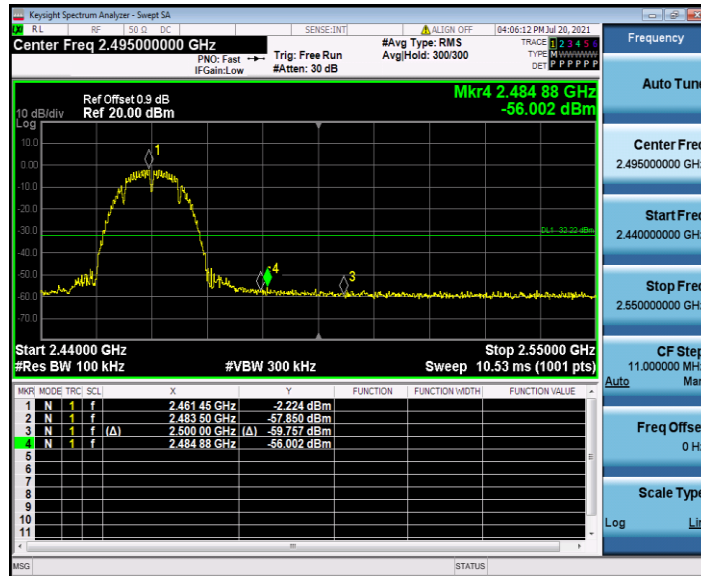 Keysight Spectrum Analyzer - Swept SA
RL RF 50 Ω DC SENSE:INT ALIGN OFF 04:06:12 PM Jul 20, 2021
Center Freq 2.495000000 GHz
PNO: Fast
IFGain:Low
Trig: Free Run
#Atten: 30 dB
#Avg Type: RMS
Avg|Hold: 300/300
TRACE 1 2 3 4 5 6
TYPE M
DET P P P P P P
Mkr4 2.484 88 GHz
-56.002 dBm
Ref Offset 0.9 dB
10 dB/div Ref 20.00 dBm
Log
10.0
0.00
-10.0
-20.0
-30.0
-40.0
-50.0
-60.0
-70.0
1
4
3
DL1 -32.22 dBm
Start 2.44000 GHz Stop 2.55000 GHz
#Res BW 100 kHz #VBW 300 kHz Sweep 10.53 ms (1001 pts)
MKR MODE TRC SCL X Y FUNCTION FUNCTION WIDTH FUNCTION VALUE
1 N 1 f 2.461 45 GHz -2.224 dBm
2 N 1 f 2.483 50 GHz -57.850 dBm
3 N 1 f (Δ) 2.500 00 GHz (Δ) -59.757 dBm
4 N 1 f 2.484 88 GHz -56.002 dBm
5
6
7
8
9
10
11
MSG STATUS
Frequency
Auto Tune
Center Freq
2.495000000 GHz
Start Freq
2.440000000 GHz
Stop Freq
2.550000000 GHz
CF Step
11.000000 MHz
Auto Man
Freq Offset
0 Hz
Scale Type
Log Lin